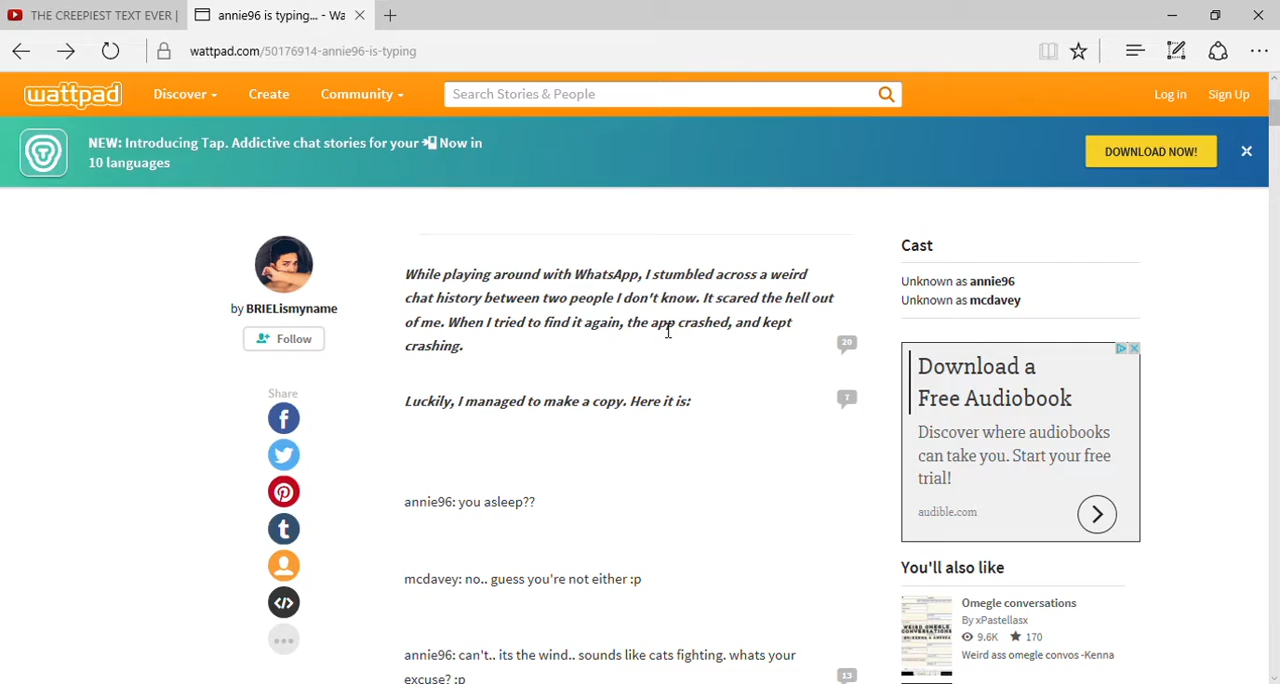 THE CREEPIEST TEXT EVER |
annie96 is typing... - Wa
wattpad.com/50176914-annie96-is-typing
wattpad
Discover
Create
Community
Search Stories & People
Log in
Sign Up
NEW: Introducing Tap. Addictive chat stories for your 📲 Now in
10 languages
DOWNLOAD NOW!
by BRIELismyname
Follow
Share
While playing around with WhatsApp, I stumbled across a weird
chat history between two people I don't know. It scared the hell out
of me. When I tried to find it again, the app crashed, and kept
crashing.
20
Luckily, I managed to make a copy. Here it is:
7
annie96: you asleep??
mcdavey: no.. guess you're not either :p
annie96: can't.. its the wind.. sounds like cats fighting. whats your
excuse? :p
13
Cast
Unknown as annie96
Unknown as mcdavey
Download a
Free Audiobook
Discover where audiobooks
can take you. Start your free
trial!
audible.com
You'll also like
WEIRD OMEGLE
CONVERSATIONS
Omegle conversations
By xPastellasx
9.6K 170
Weird ass omegle convos -Kenna